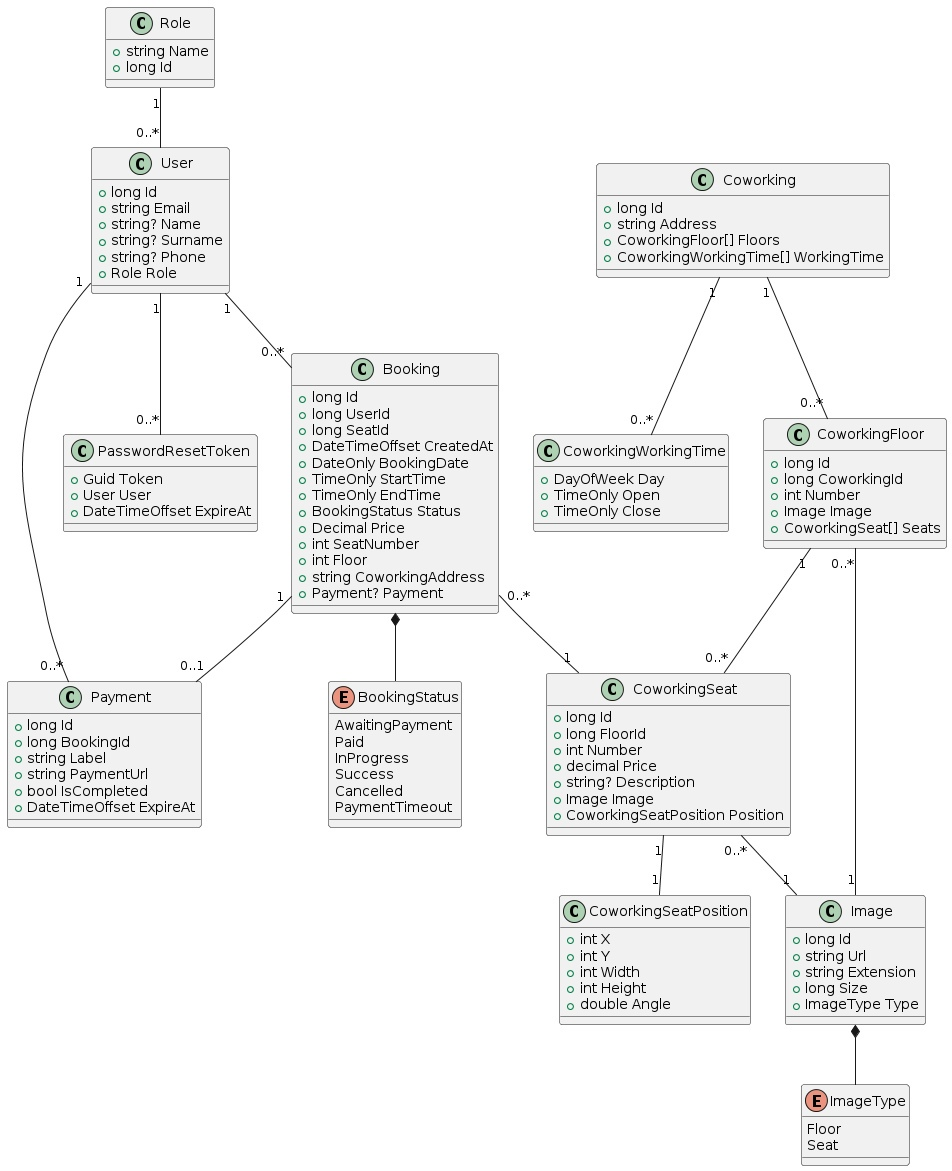 C Role
string Name
long Id
1
0..*
C User
long Id
string Email
string? Name
string? Surname
string? Phone
Role Role
1
1
1
0..*
0..*
0..*
C Coworking
long Id
string Address
CoworkingFloor[] Floors
CoworkingWorkingTime[] WorkingTime
1
1
0..*
0..*
C Booking
long Id
long UserId
long SeatId
DateTimeOffset CreatedAt
DateOnly BookingDate
TimeOnly StartTime
TimeOnly EndTime
BookingStatus Status
Decimal Price
int SeatNumber
int Floor
string CoworkingAddress
Payment? Payment
1
0..1
0..*
1
C PasswordResetToken
Guid Token
User User
DateTimeOffset ExpireAt
C CoworkingWorkingTime
DayOfWeek Day
TimeOnly Open
TimeOnly Close
C CoworkingFloor
long Id
long CoworkingId
int Number
Image Image
CoworkingSeat[] Seats
1
0..*
0..*
1
C Payment
long Id
long BookingId
string Label
string PaymentUrl
bool IsCompleted
DateTimeOffset ExpireAt
E BookingStatus
AwaitingPayment
Paid
InProgress
Success
Cancelled
PaymentTimeout
C CoworkingSeat
long Id
long FloorId
int Number
decimal Price
string? Description
Image Image
CoworkingSeatPosition Position
1
0..*
1
1
C CoworkingSeatPosition
int X
int Y
int Width
int Height
double Angle
C Image
long Id
string Url
string Extension
long Size
ImageType Type
E ImageType
Floor
Seat